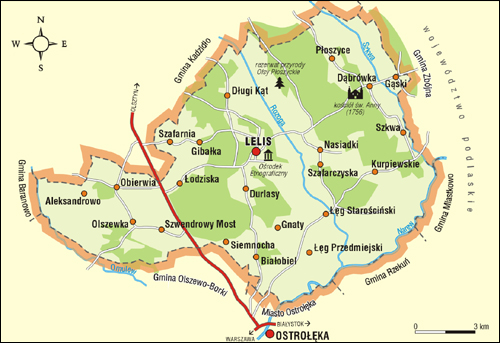 N
W
E
S
OLSZYN
Gmina Kadzidło
rezerwat przyrody
Olsy Płoszyckie
Płoszyce
Szkwa
Dąbrówka
Gąski
Gmina Zbójna
województwo podlaskie
Długi Kąt
Rozoga
kościół św. Anny
(1756)
Szkwa
Szafarnia
Gibałka
LELIS
Ośrodek
Etnograficzny
Nasiadki
Szafarczyska
Kurpiewskie
Gmina Baranowo
Obierwia
Łodziska
Aleksandrowo
Durlasy
Łęg Starościński
Gmina Miastkowo
Olszewka
Szwendrowy Most
Gnaty
Narew
Siemnocha
Łęg Przedmiejski
Białobiel
Omulew
Gmina Olszewo-Borki
Gmina Rzekuń
Miasto Ostrołęka
BIAŁYSTOK
WARSZAWA
OSTROŁĘKA
0
3 km